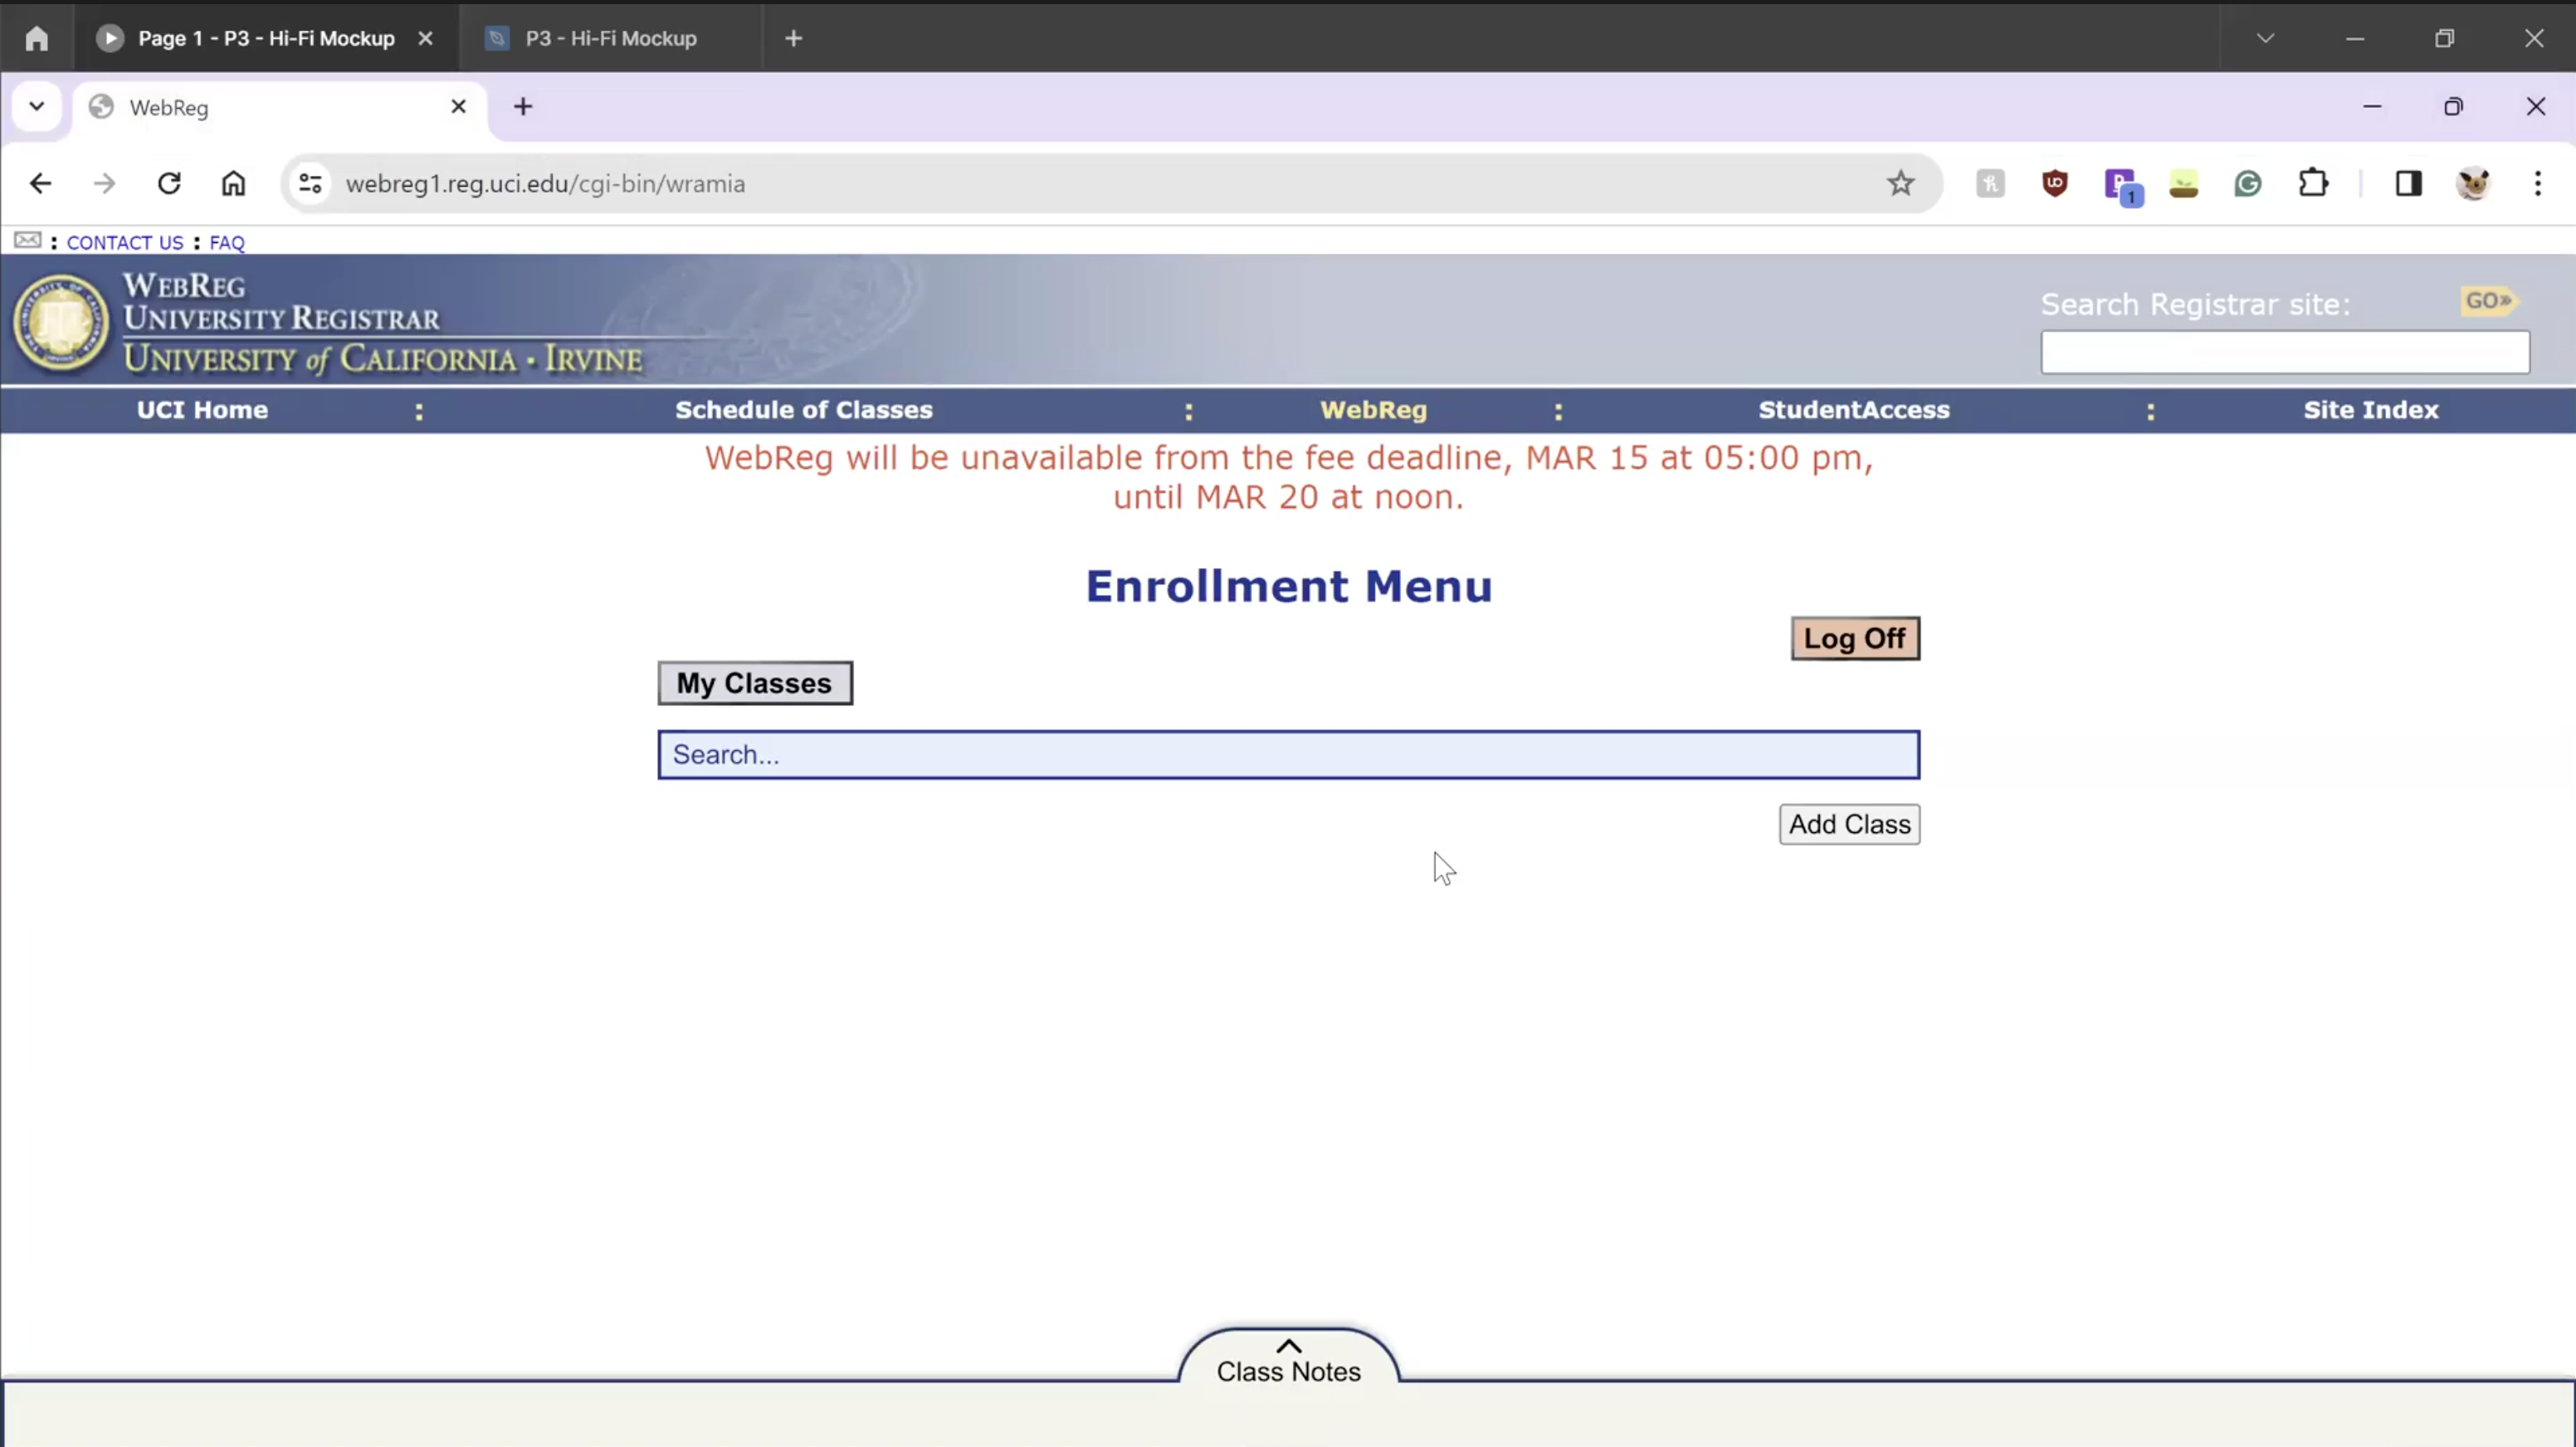 Page 1 - P3 - Hi-Fi Mockup
P3 - Hi-Fi Mockup
WebReg
webreg1.reg.uci.edu/cgi-bin/wramia
1
: CONTACT US : FAQ
WEBREG
UNIVERSITY REGISTRAR
UNIVERSITY of CALIFORNIA · IRVINE
Search Registrar site:
GO»
UCI Home : Schedule of Classes : WebReg : StudentAccess : Site Index
WebReg will be unavailable from the fee deadline, MAR 15 at 05:00 pm,
until MAR 20 at noon.
Enrollment Menu
Log Off
My Classes
Search...
Add Class
Class Notes